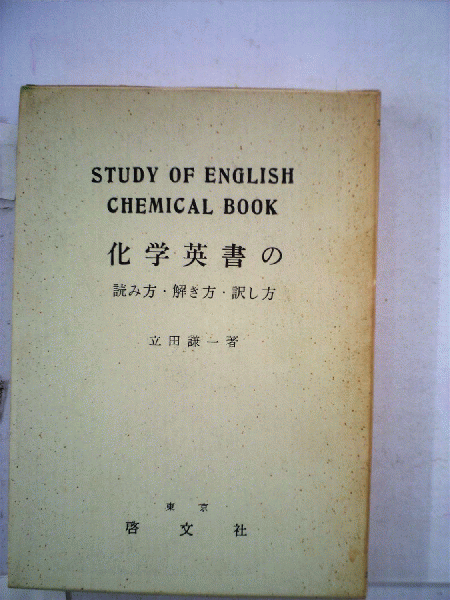 STUDY OF ENGLISH
CHEMICAL BOOK
化学英書の
読み方・解き方・訳し方
立田謙一著
東京
啓文社